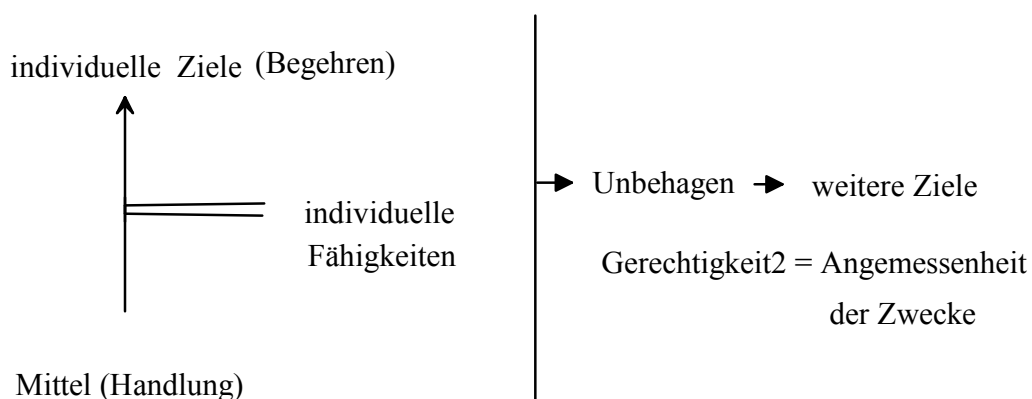 individuelle Ziele (Begehren)
individuelle
Fähigkeiten
Mittel (Handlung)
Unbehagen
weitere Ziele
Gerechtigkeit2 = Angemessenheit
der Zwecke